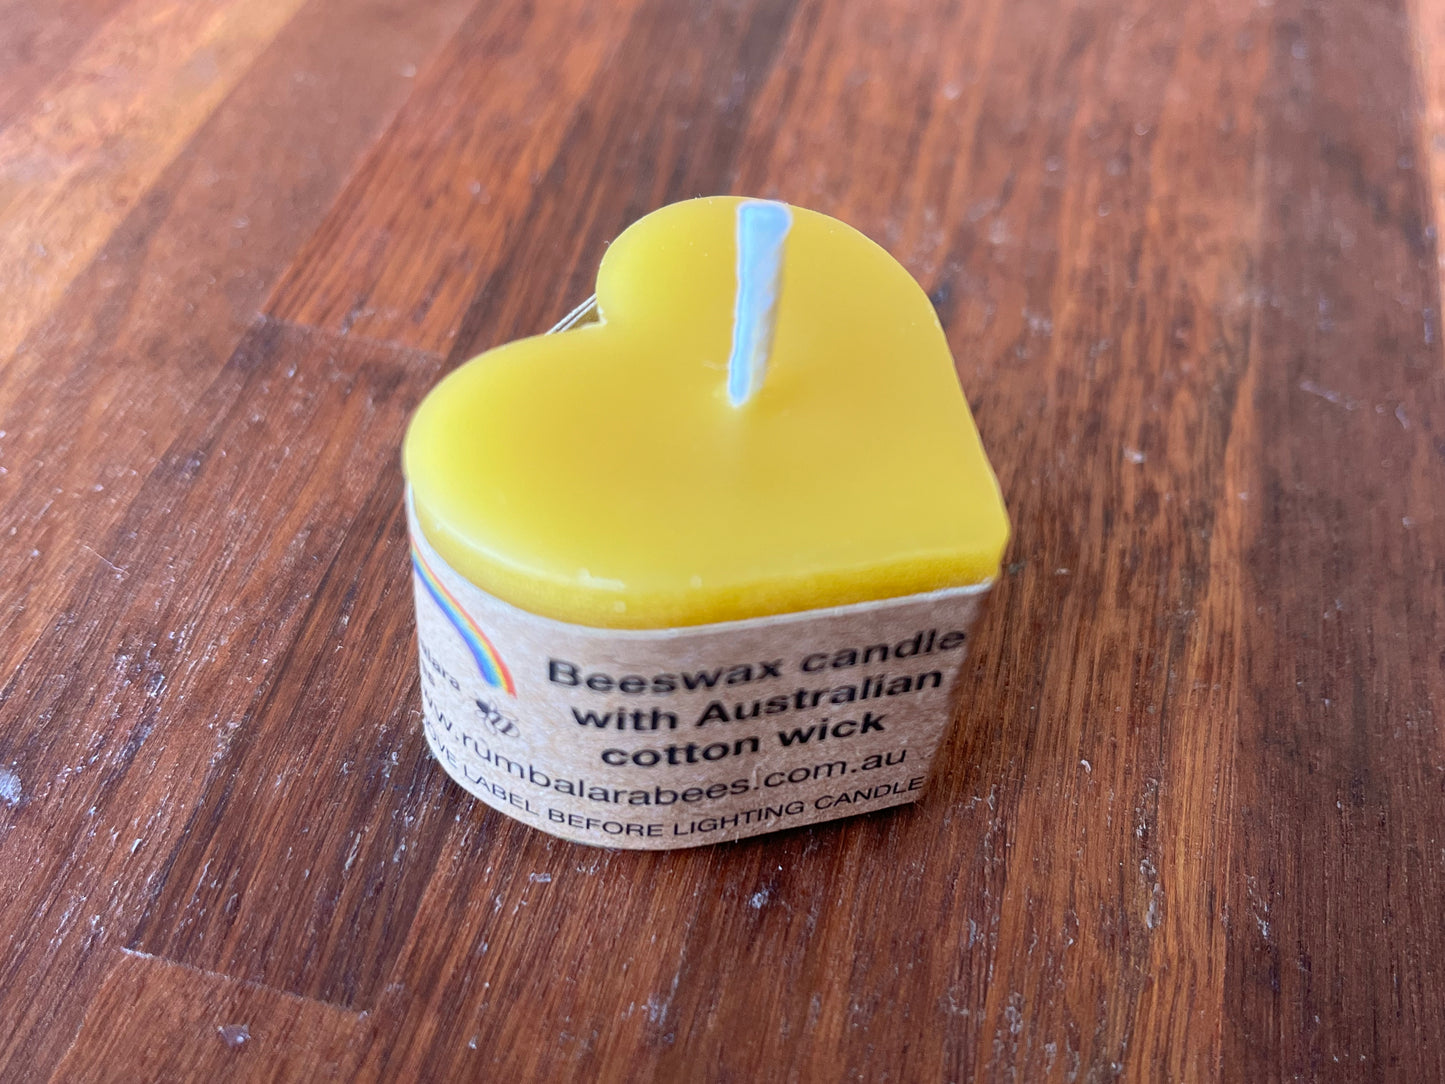 Beeswax candle
with Australian
cotton wick
www.rumbalarabees.com.au
LABEL BEFORE LIGHTING CANDLE